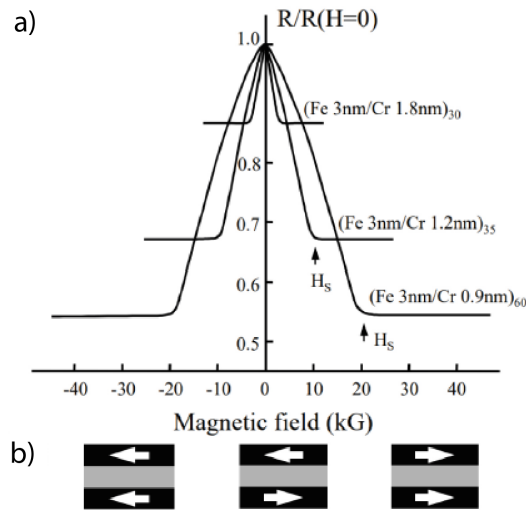 a)
R/R(H=0)
1.0
(Fe 3nm/Cr 1.8nm)30
0.8
0.7
(Fe 3nm/Cr 1.2nm)35
HS
0.6
(Fe 3nm/Cr 0.9nm)60
0.5
HS
-40 -30 -20 -10 0 10 20 30 40
Magnetic field (kG)
b)